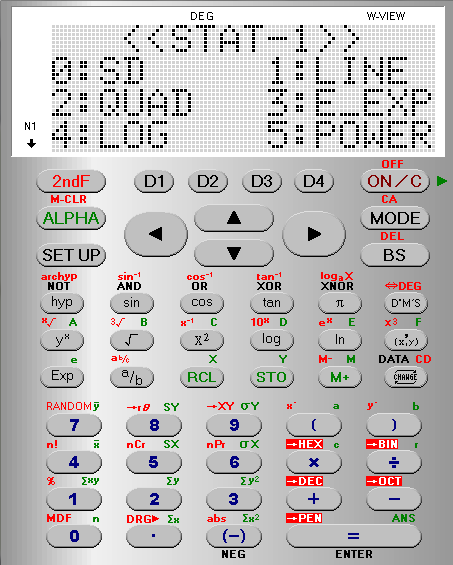 DEG W-VIEW
<<STAT-1>>
0:SD 1:LINE
2:QUAD 3:E_EXP
N1 4:LOG 5:POWER
OFF
2ndF D1 D2 D3 D4 ON/C
M-CLR CA
ALPHA MODE
DEL
SET UP BS
archyp sin⁻¹ cos⁻¹ tan⁻¹ logₐX ⇔DEG
NOT AND OR XOR XNOR
hyp sin cos tan π D°M'S
ˣ√ A ³√ B x⁻¹ C 10ˣ D eˣ E x³ F
yˣ √ X² log ln (x,y)
e ab/c X Y M- M DATA CD
Exp a/b RCL STO M+ CHANGE
RANDOM ȳ →rθ SY →XY σY x' a y' b
7 8 9 ( )
n! x̄ nCr SX nPr σX →HEX c →BIN r
4 5 6 × ÷
% Σxy Σy Σy² →DEC →OCT
1 2 3 + −
MDF n DRG▶ Σx abs Σx² →PEN ANS
0 · (−) =
NEG ENTER